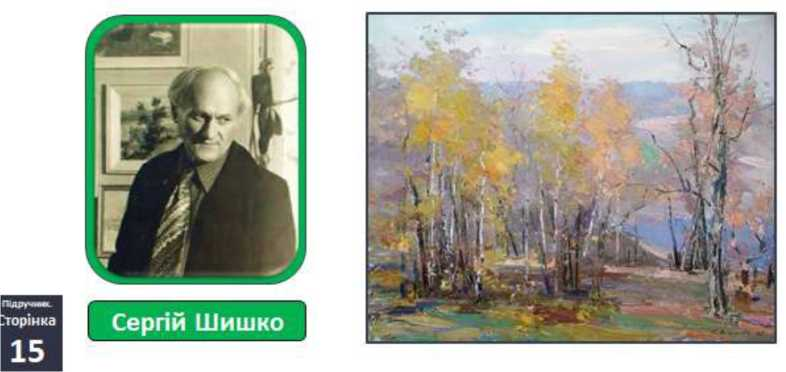 Підручник.
Сторінка
15
Сергій Шишко